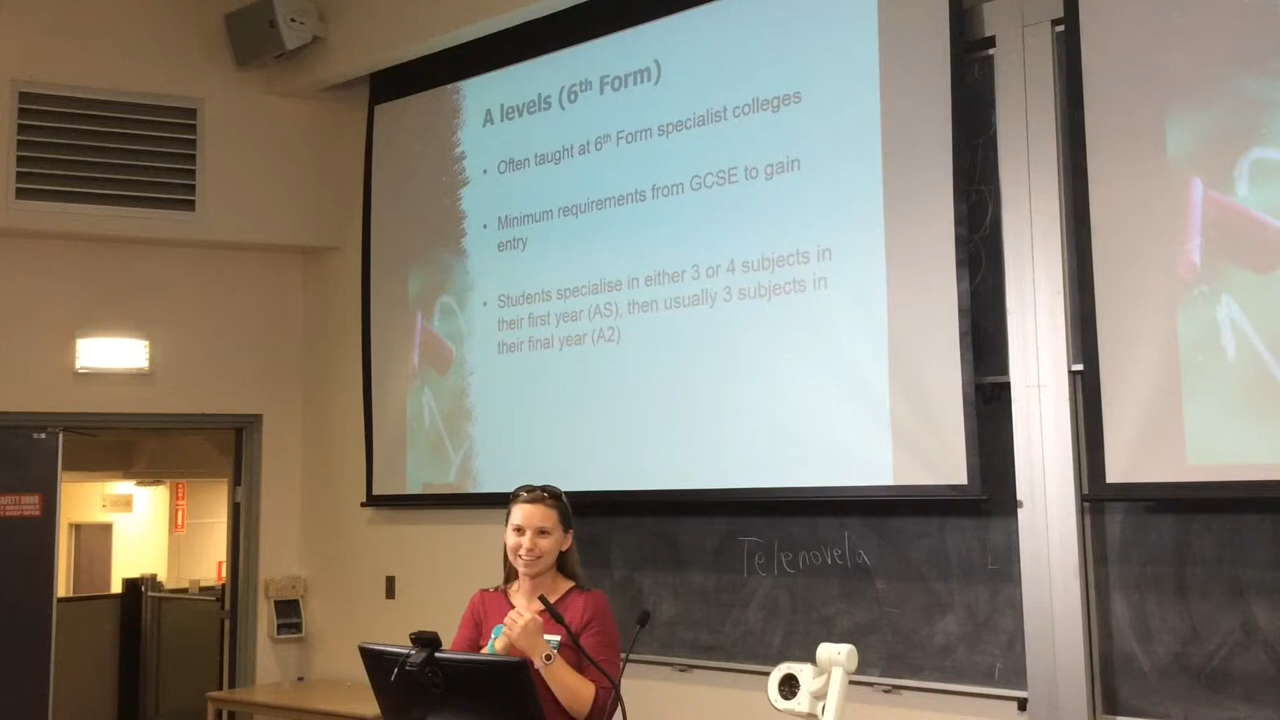 A levels (6th Form)
• Often taught at 6th Form specialist colleges
• Minimum requirements from GCSE to gain
entry
• Students specialise in either 3 or 4 subjects in
their first year (AS), then usually 3 subjects in
their final year (A2)
Telenovela
SAFETY DOOR